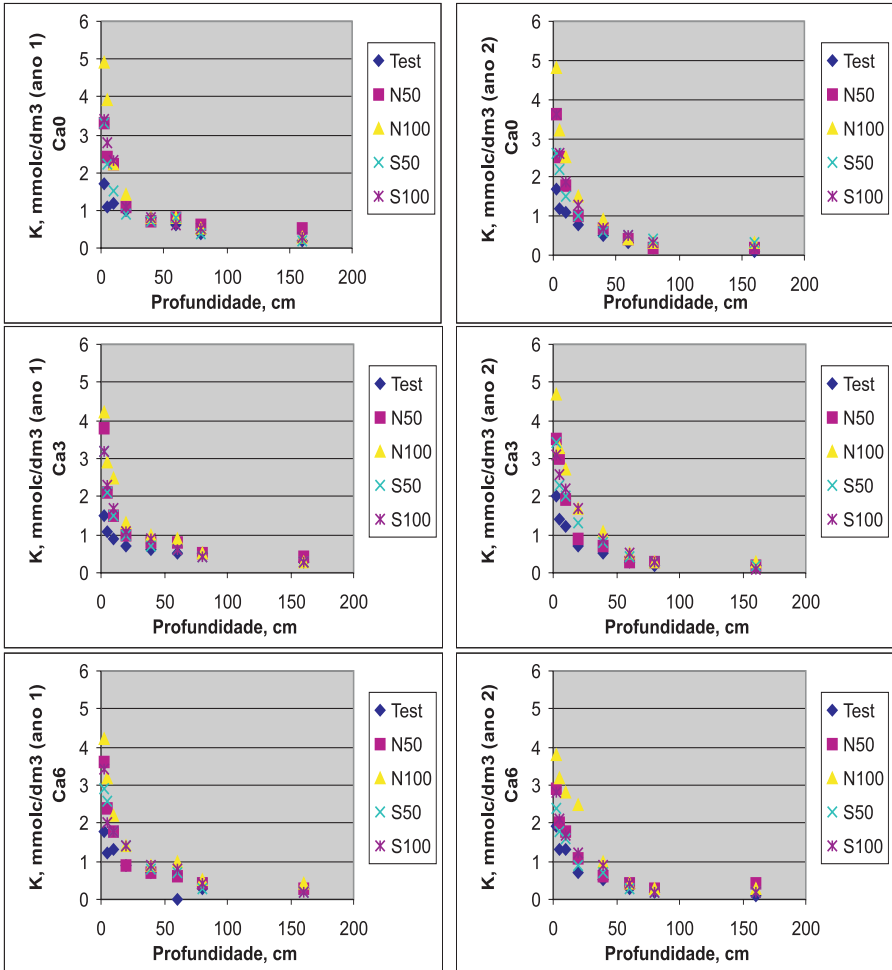 K, mmolc/dm3 (ano 1)
Ca0
6
5
4
3
2
1
0
0 50 100 150 200
Profundidade, cm
Test
N50
N100
S50
S100
K, mmolc/dm3 (ano 2)
Ca0
6
5
4
3
2
1
0
0 50 100 150 200
Profundidade, cm
Test
N50
N100
S50
S100
K, mmolc/dm3 (ano 1)
Ca3
6
5
4
3
2
1
0
0 50 100 150 200
Profundidade, cm
Test
N50
N100
S50
S100
K, mmolc/dm3 (ano 2)
Ca3
6
5
4
3
2
1
0
0 50 100 150 200
Profundidade, cm
Test
N50
N100
S50
S100
K, mmolc/dm3 (ano 1)
Ca6
6
5
4
3
2
1
0
0 50 100 150 200
Profundidade, cm
Test
N50
N100
S50
S100
K, mmolc/dm3 (ano 2)
Ca6
6
5
4
3
2
1
0
0 50 100 150 200
Profundidade, cm
Test
N50
N100
S50
S100